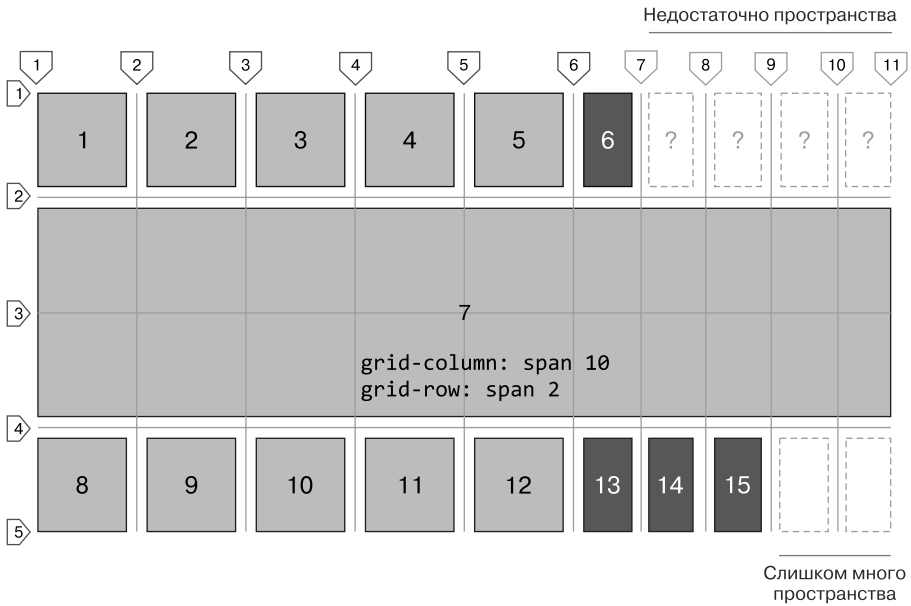 Недостаточно пространства
1 2 3 4 5 6 7 8 9 10 11
1
1 2 3 4 5 6 ? ? ? ?
2
3
7
grid-column: span 10
grid-row: span 2
4
8 9 10 11 12 13 14 15
5
Слишком много
пространства